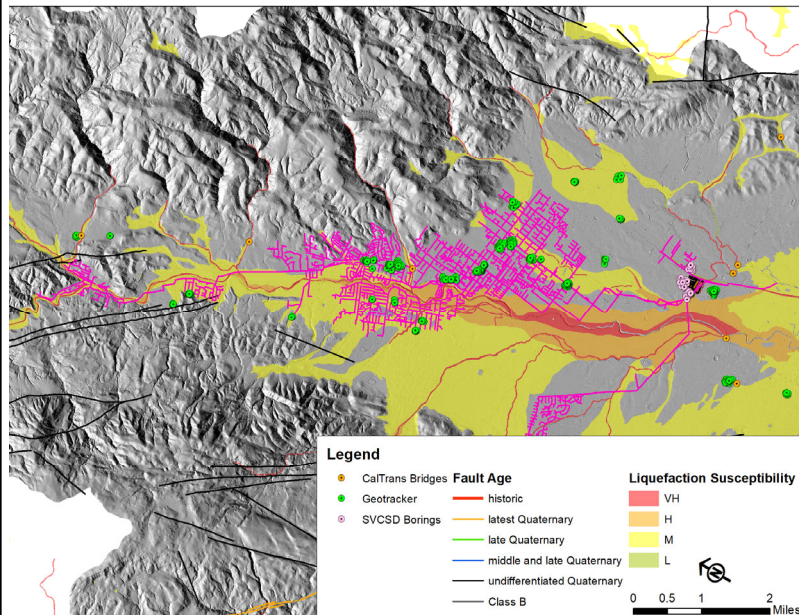 Legend
CalTrans Bridges
Geotracker
SVCSD Borings
Fault Age
historic
latest Quaternary
late Quaternary
middle and late Quaternary
undifferentiated Quaternary
Class B
Liquefaction Susceptibility
VH
H
M
L
N
0 0.5 1 2
Miles